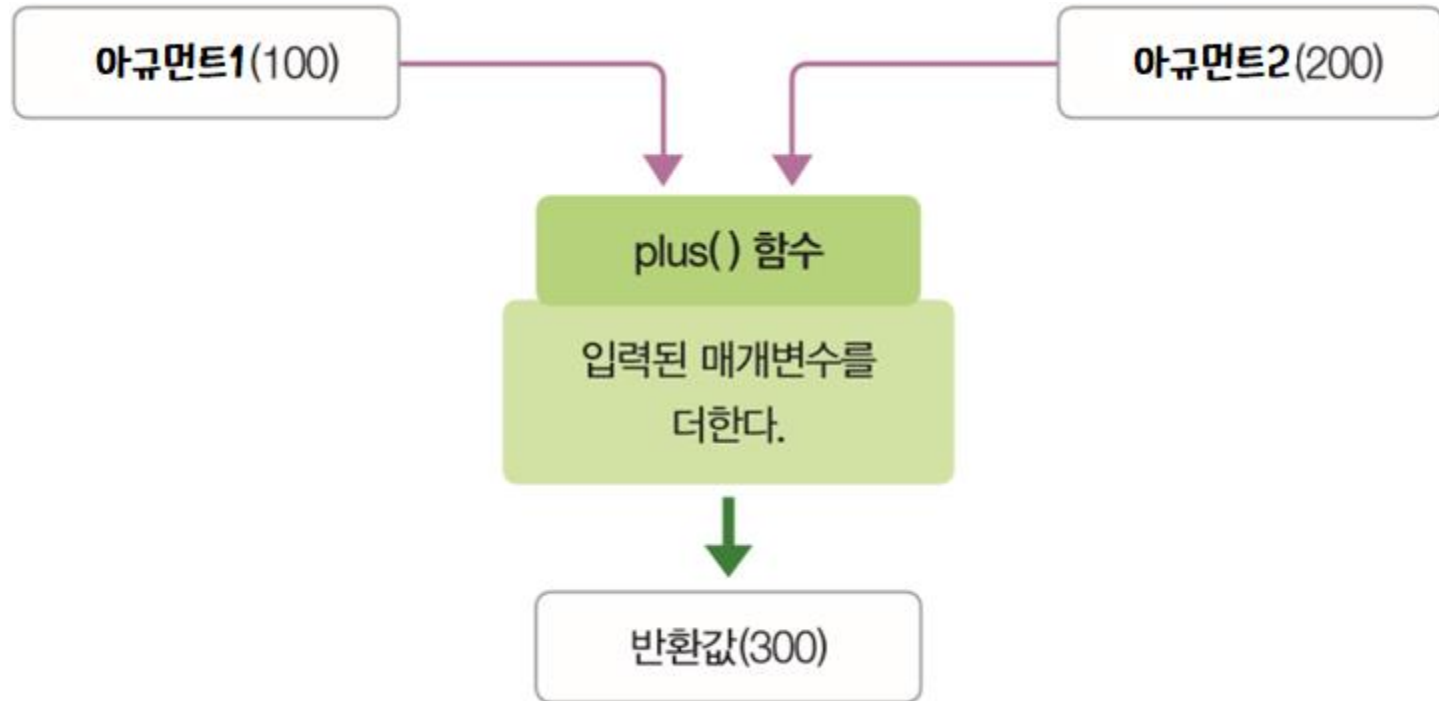 아규먼트1(100)
아규먼트2(200)
plus( ) 함수
입력된 매개변수를
더한다.
반환값(300)